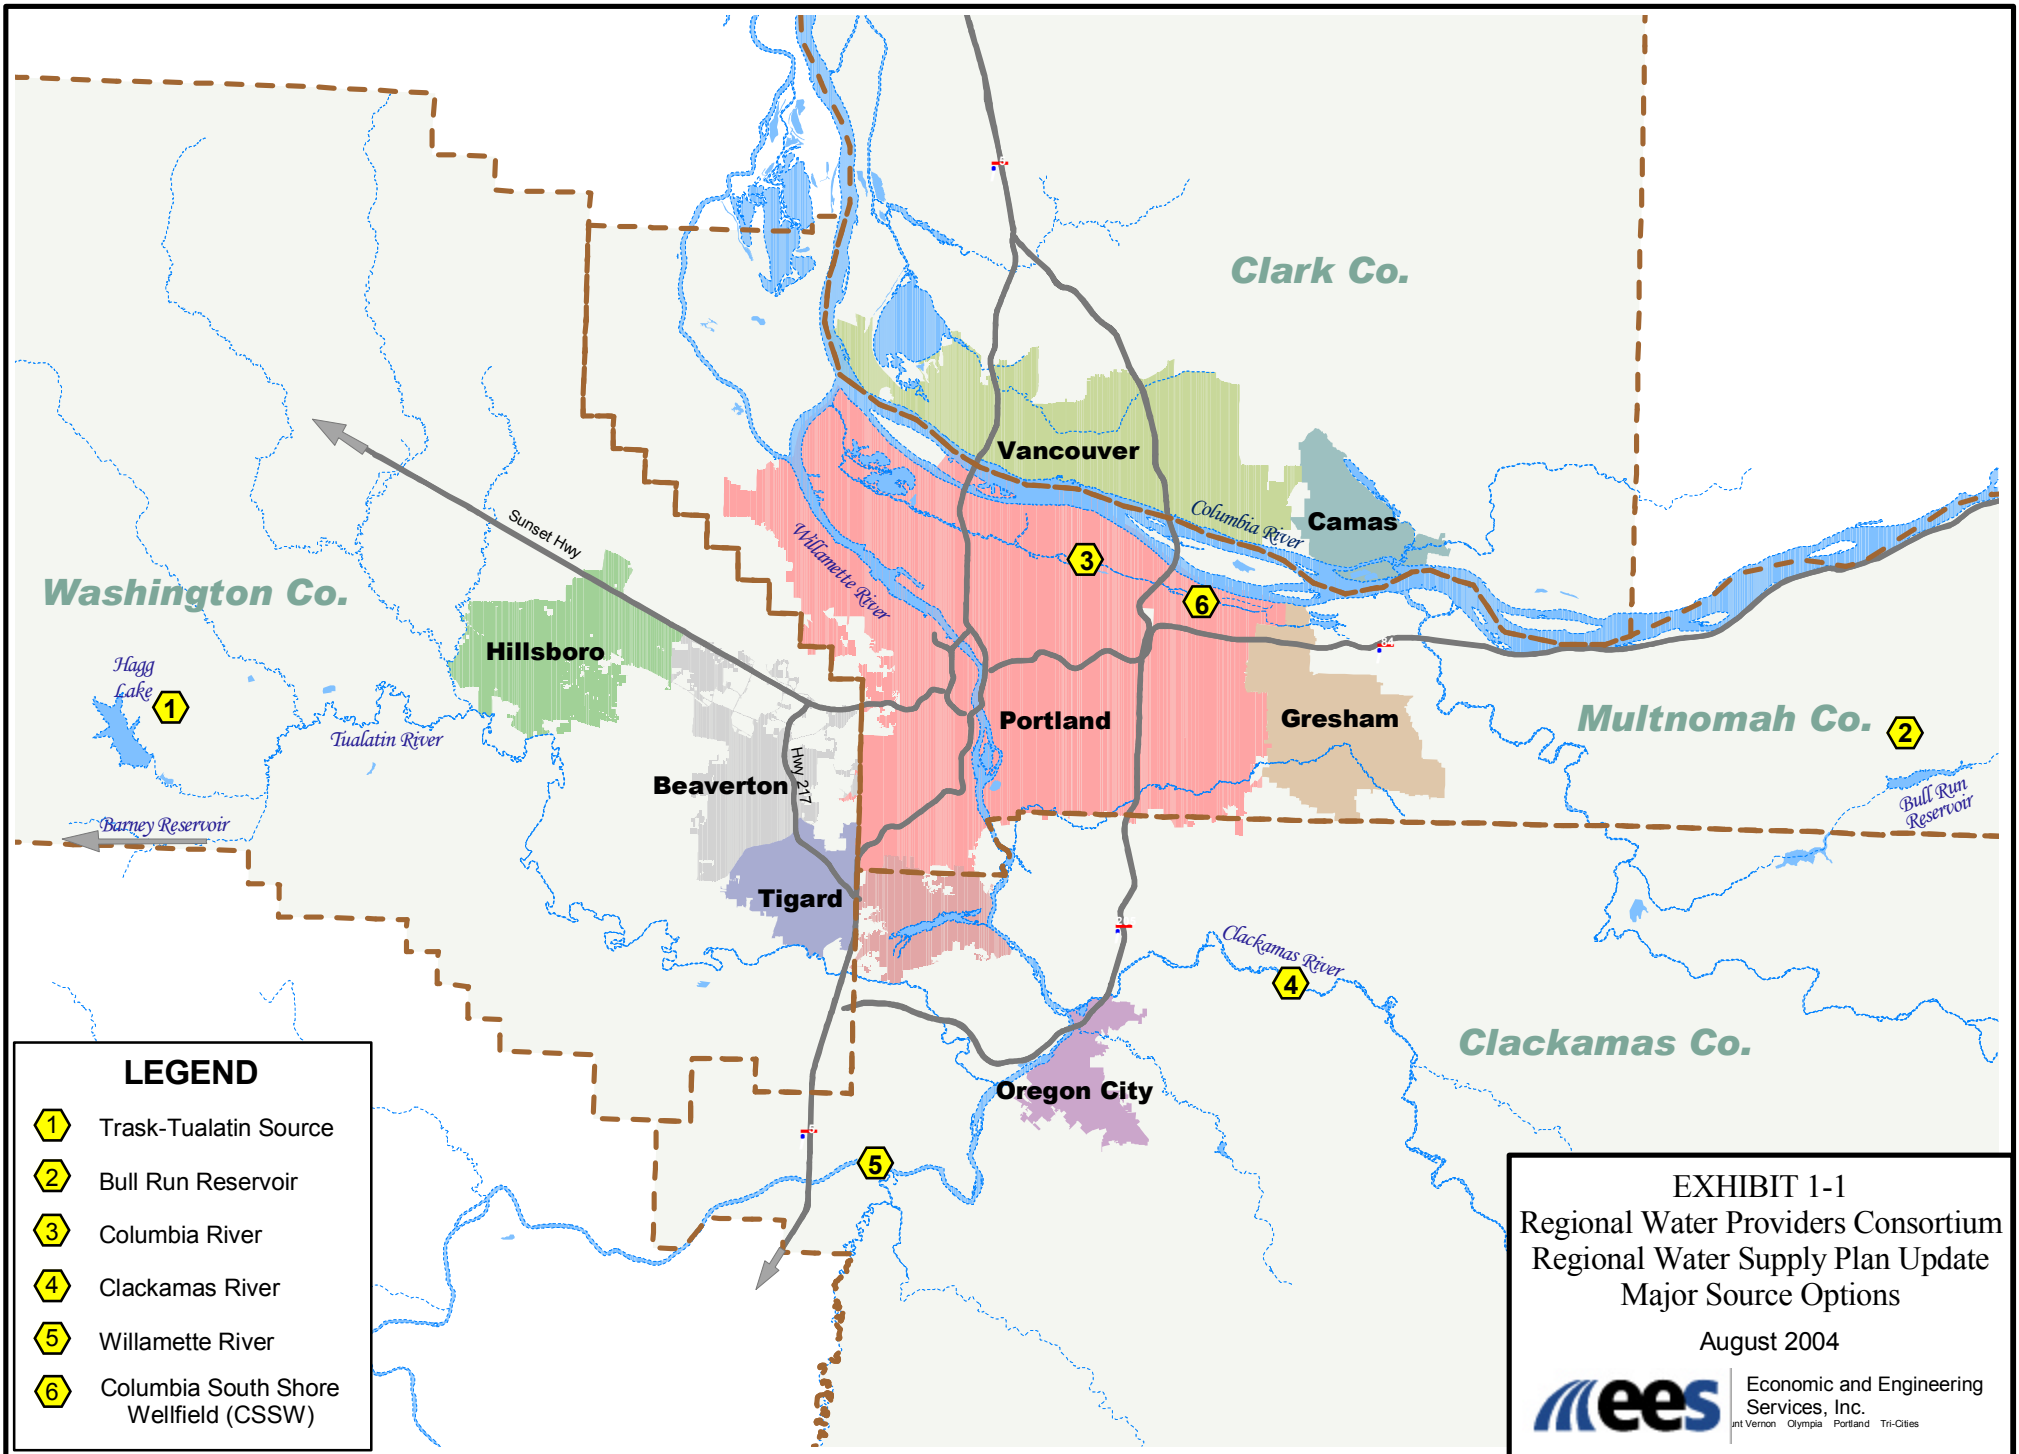 5
Clark Co.
Vancouver
Columbia River
Camas
Sunset Hwy
Willamette River
3
6
Washington Co.
Hillsboro
84
Hagg
Lake
1
Tualatin River
Portland
Gresham
Multnomah Co.
2
Bull Run
Reservoir
Beaverton
Hwy 217
Barney Reservoir
Tigard
Clackamas River
4
Clackamas Co.
Oregon City
5
5
LEGEND
1 Trask-Tualatin Source
2 Bull Run Reservoir
3 Columbia River
4 Clackamas River
5 Willamette River
6 Columbia South Shore
Wellfield (CSSW)
EXHIBIT 1-1
Regional Water Providers Consortium
Regional Water Supply Plan Update
Major Source Options
August 2004
ees
Economic and Engineering
Services, Inc.
Vernon Olympia Portland Tri-Cities